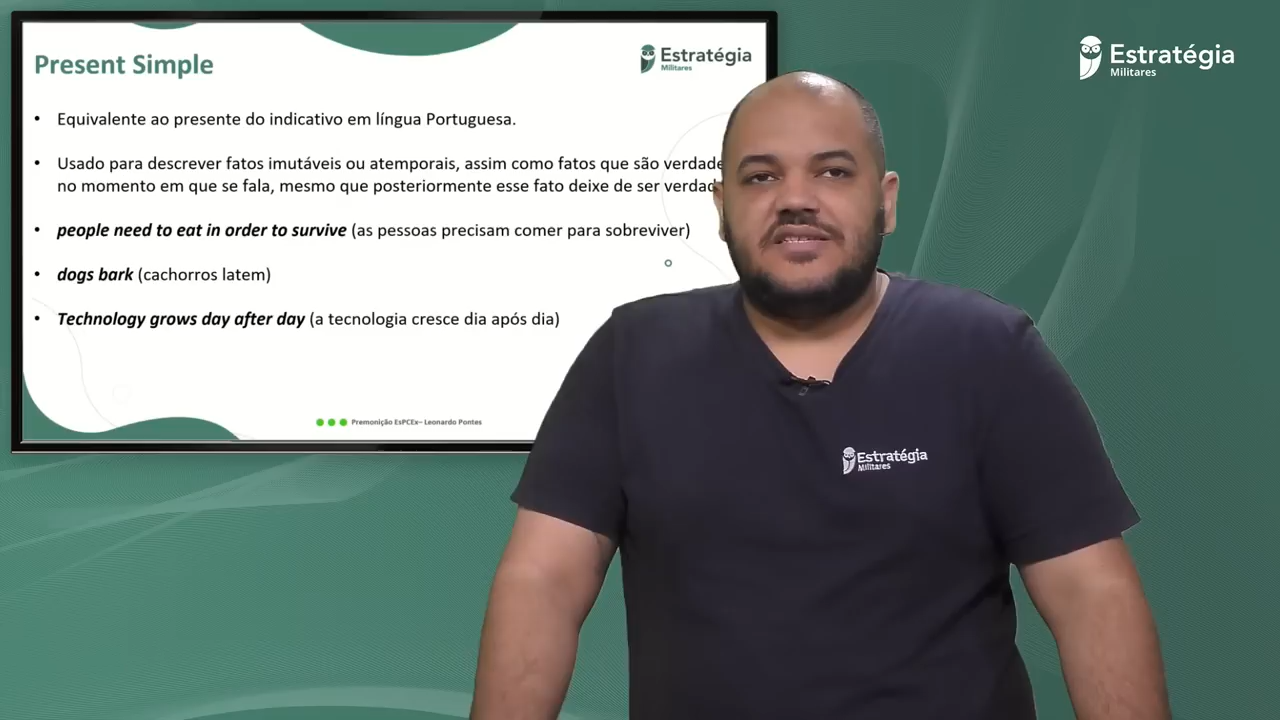 Present Simple
Estratégia
Militares
Equivalente ao presente do indicativo em língua Portuguesa.
Usado para descrever fatos imutáveis ou atemporais, assim como fatos que são
no momento em que se fala, mesmo que posteriormente esse fato deixe de ser
people need to eat in order to survive (as pessoas precisam comer para sobreviver)
dogs bark (cachorros latem)
Technology grows day after day (a tecnologia cresce dia após dia)
Premonição EsPCEx– Leonardo Pontes
Estratégia
Militares
Estratégia
Militares